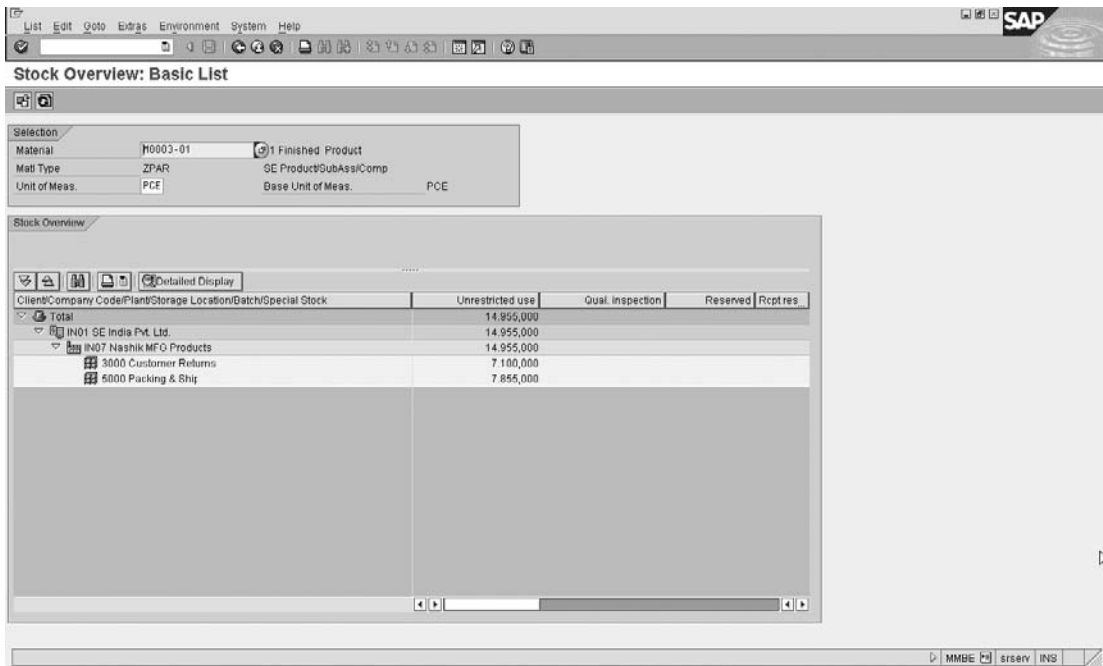 List Edit Goto Extras Environment System Help
SAP
Stock Overview: Basic List
Selection
Material M0003-01 1 Finished Product
Matl Type ZPAR SE Product/SubAss/Comp
Unit of Meas. PCE Base Unit of Meas. PCE
Stock Overview
Detailed Display
Client/Company Code/Plant/Storage Location/Batch/Special Stock Unrestricted use Qual. inspection Reserved Rcpt res
Total 14.955,000
IN01 SE India Pvt. Ltd. 14.955,000
IN07 Nashik MFG Products 14.955,000
3000 Customer Returns 7.100,000
5000 Packing & Ship 7.855,000
MMBE srserv INS